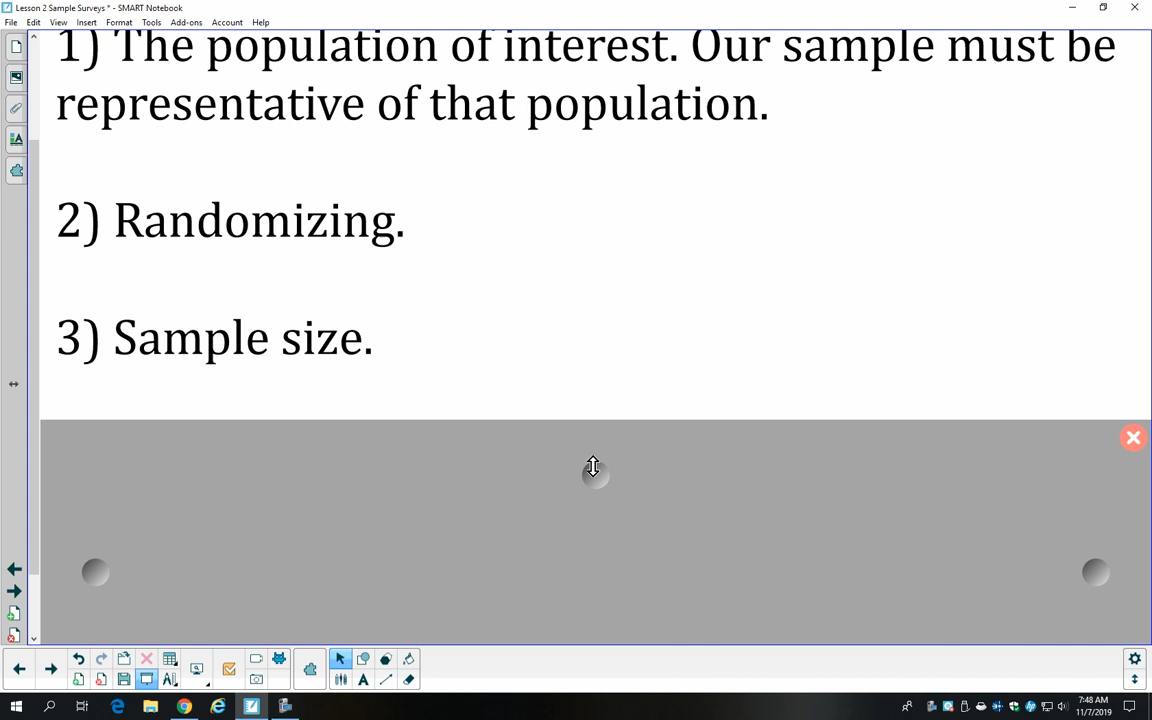 Lesson 2 Sample Surveys * - SMART Notebook
File Edit View Insert Format Tools Add-ons Account Help
1) The population of interest. Our sample must be
representative of that population.
2) Randomizing.
3) Sample size.
7:48 AM
11/7/2019